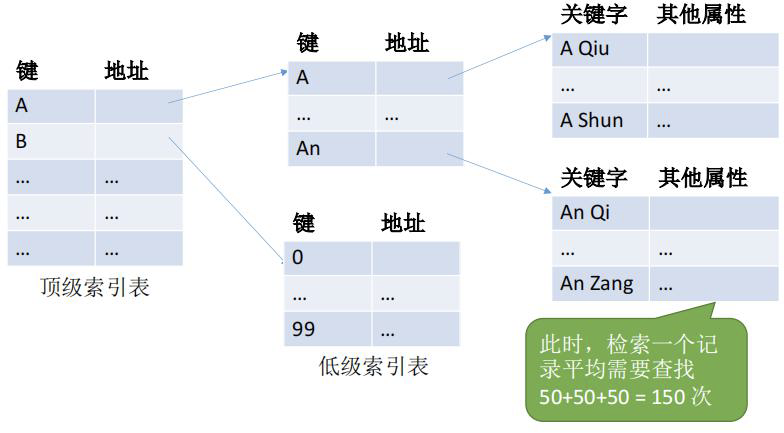 键 地址
A
B
… …
… …
… …
顶级索引表
键 地址
A
… …
An
键 地址
0
… …
99 …
低级索引表
关键字 其他属性
A Qiu
… …
A Shun …
关键字 其他属性
An Qi
… …
An Zang …
此时，检索一个记
录平均需要查找
50+50+50 = 150 次